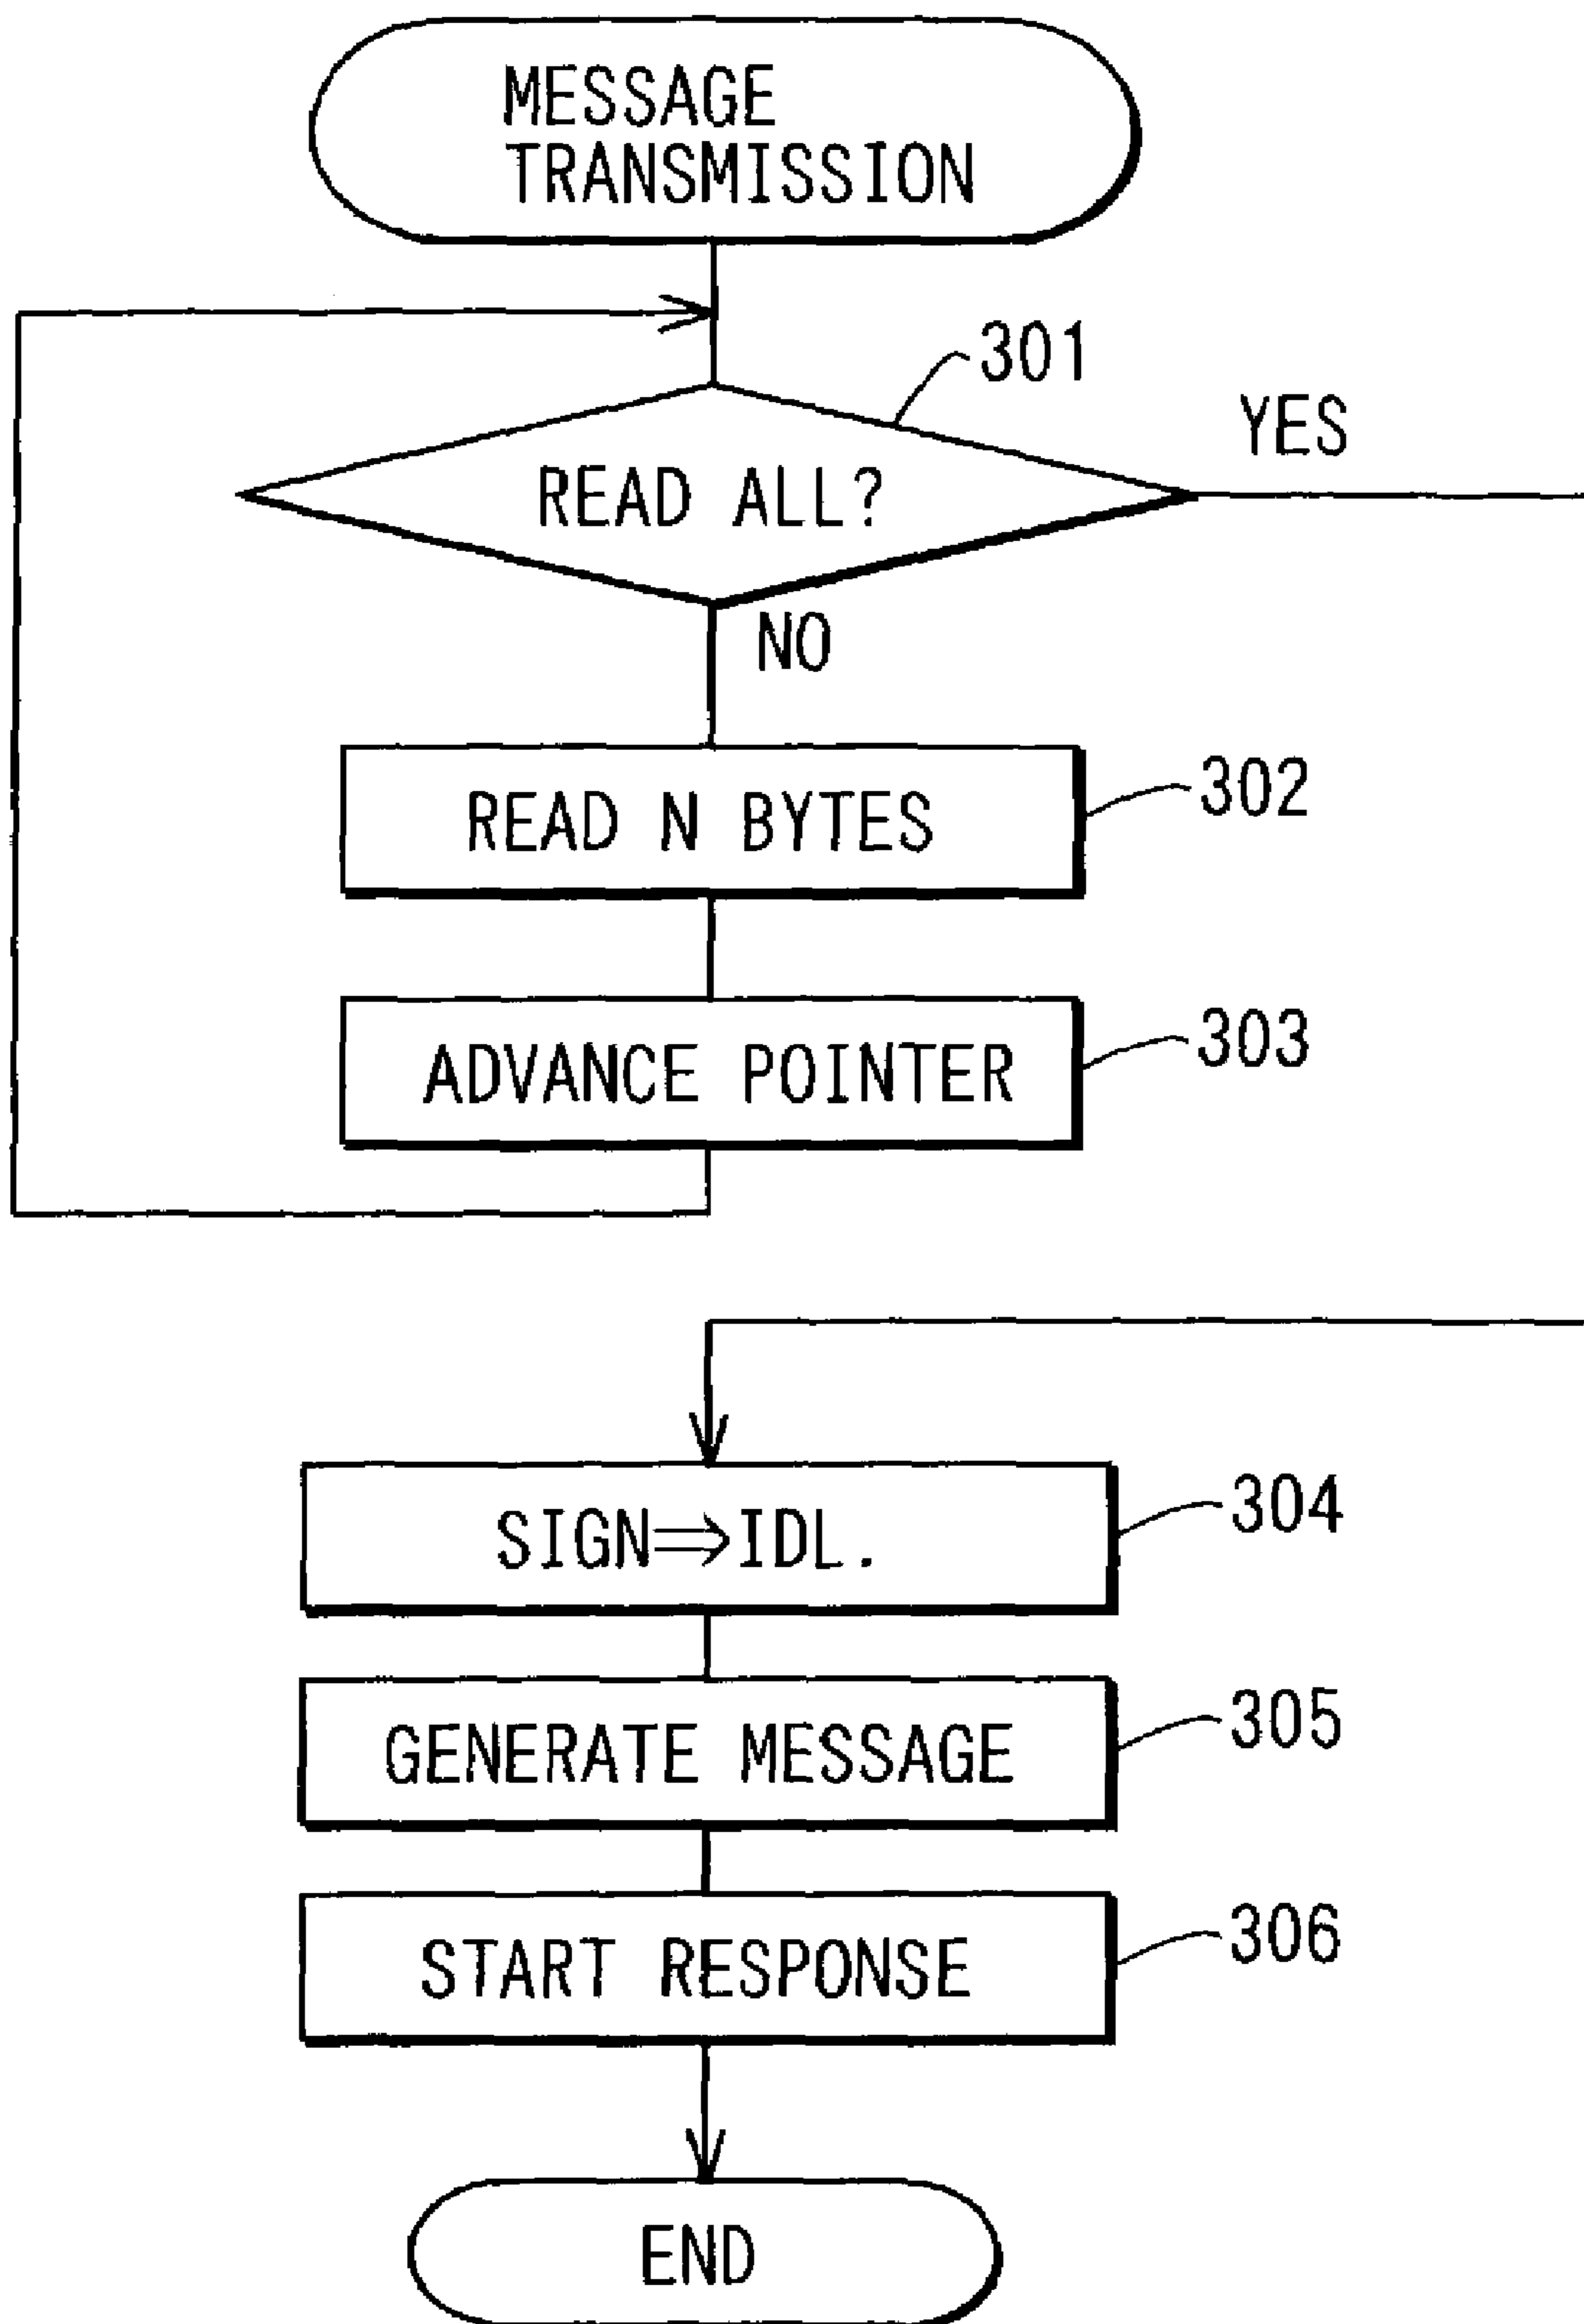 MESSAGE
TRANSMISSION
301
YES
READ ALL?
NO
302
READ N BYTES
303
ADVANCE POINTER
304
SIGN⇒IDL.
305
GENERATE MESSAGE
306
START RESPONSE
END